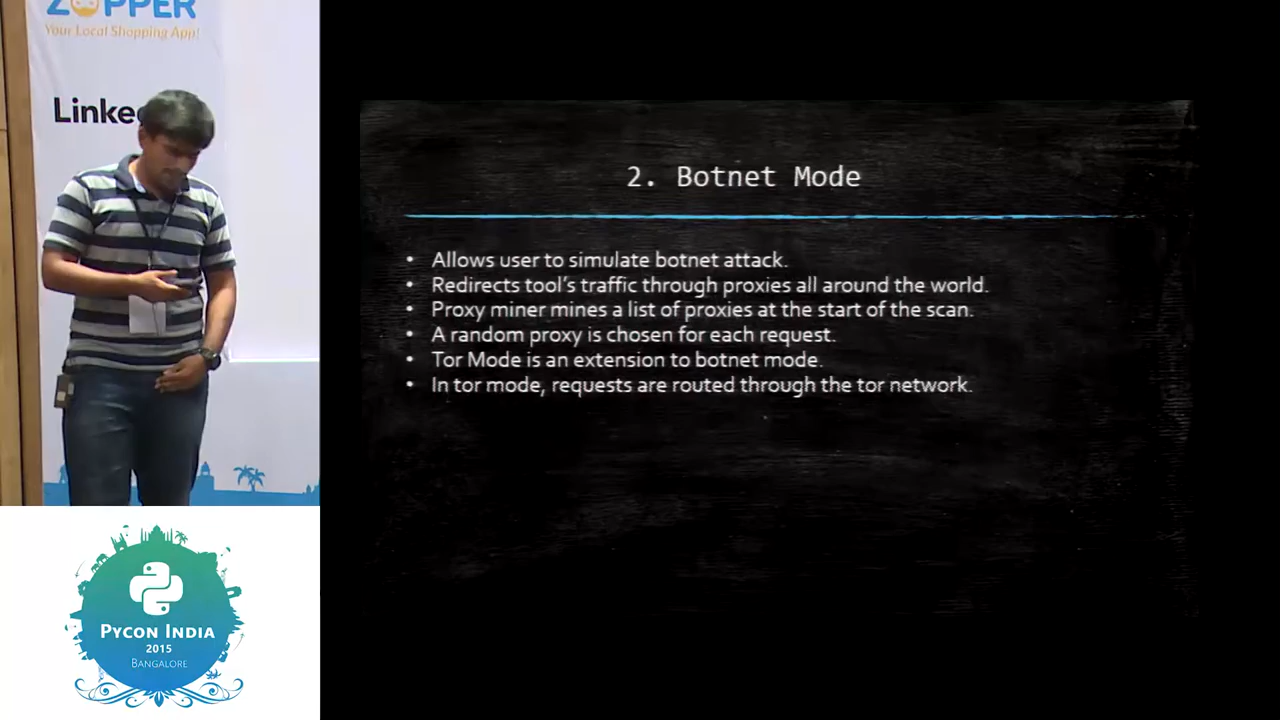 ZOPPER
Your Local Shopping App!
Linke
2. Botnet Mode
• Allows user to simulate botnet attack.
• Redirects tool's traffic through proxies all around the world.
• Proxy miner mines a list of proxies at the start of the scan.
• A random proxy is chosen for each request.
• Tor Mode is an extension to botnet mode.
• In tor mode, requests are routed through the tor network.
PYCON INDIA
2015
BANGALORE